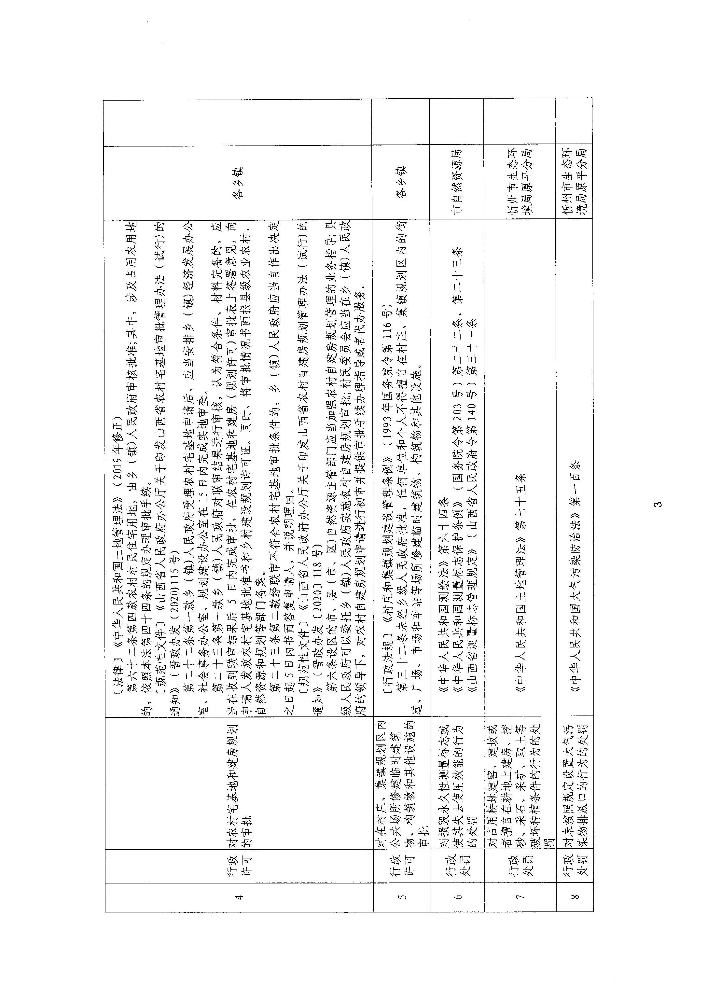 4
行政
许可
对农村宅基地和建房规划
的审批
〔法律〕《中华人民共和国土地管理法》（2019年修正）
第六十二条第四款农村村民住宅用地，由乡（镇）人民政府审核批准；其中，涉及占用农用地
的，依照本法第四十四条的规定办理审批手续。
〔规范性文件〕《山西省人民政府办公厅关于印发山西省农村宅基地审批管理办法（试行）的
通知》（晋政办发（2020）115号）
第二十二条第一款乡（镇）人民政府受理农村宅基地申请后，应当安排乡（镇）经济发展办公
室、社会事务办公室、规划建设办公室在15日内完成实地审查。
第二十三条第一款乡（镇）人民政府对联审结果进行审核，认为符合条件、材料完备的，应
当在收到联审结果后5日内完成审批，在农村宅基地和建房（规划许可）审批表上签署意见，向
申请人发放农村宅基地批准书和乡村建设规划许可证。同时，将审批情况书面报县级农业农村、
自然资源和规划等部门备案。
第二十三条第二款经联审不符合农村宅基地审批条件的，乡（镇）人民政府应当自作出决定
之日起5日内书面答复申请人，并说明理由。
〔规范性文件〕《山西省人民政府办公厅关于印发山西省农村自建房规划管理办法（试行）的
通知》（晋政办发〔2020〕118号）
第六条设区的市、县（市、区）自然资源主管部门应当加强农村自建房规划管理的业务指导；县
级人民政府可以委托乡（镇）人民政府实施农村自建房规划审批；村民委员会应当在乡（镇）人民政
府的领导下，对农村自建房规划申请进行初审并提供审批手续办理指导或者代办服务。
各乡镇
5
行政
许可
对在村庄、集镇规划区内
公共场所修建临时建筑
物、构筑物和其他设施的
审批
〔行政法规〕《村庄和集镇规划建设管理条例》（1993年国务院令第116号）
第三十二条未经乡级人民政府批准，任何单位和个人不得擅自在村庄、集镇规划区内的街
道、广场、市场和车站等场所修建临时建筑物、构筑物和其他设施。
各乡镇
6
行政
处罚
对损毁永久性测量标志或
使其失去使用效能的行为
的处罚
《中华人民共和国测绘法》第六十四条
《中华人民共和国测量标志保护条例》（国务院令第203号）第二十二条、第二十三条
《山西省测量标志管理规定》（山西省人民政府令第140号）第三十一条
市自然资源局
7
行政
处罚
对占用耕地建窑、建坟或
者擅自在耕地上建房、挖
砂、采石、采矿、取土等
破坏种植条件的行为的处
罚
《中华人民共和国土地管理法》第七十五条
忻州市生态环
境局原平分局
8
行政
处罚
对未按照规定设置大气污
染物排放口的行为的处罚
《中华人民共和国大气污染防治法》第一百条
忻州市生态环
境局原平分局
3